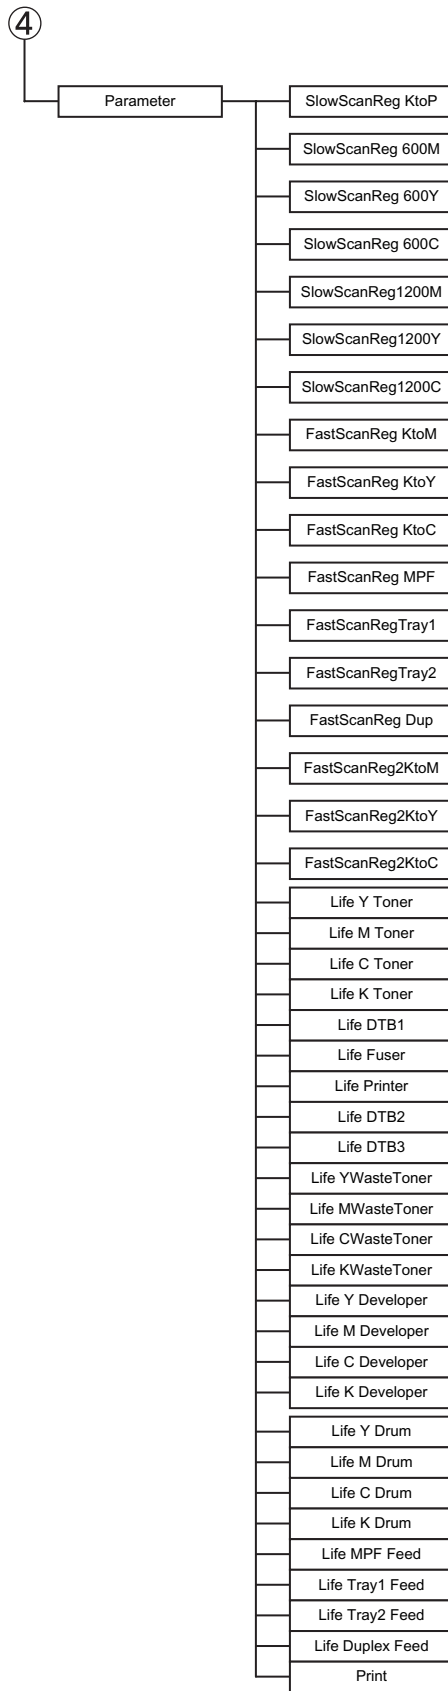 4
Parameter
SlowScanReg KtoP
SlowScanReg 600M
SlowScanReg 600Y
SlowScanReg 600C
SlowScanReg1200M
SlowScanReg1200Y
SlowScanReg1200C
FastScanReg KtoM
FastScanReg KtoY
FastScanReg KtoC
FastScanReg MPF
FastScanRegTray1
FastScanRegTray2
FastScanReg Dup
FastScanReg2KtoM
FastScanReg2KtoY
FastScanReg2KtoC
Life Y Toner
Life M Toner
Life C Toner
Life K Toner
Life DTB1
Life Fuser
Life Printer
Life DTB2
Life DTB3
Life YWasteToner
Life MWasteToner
Life CWasteToner
Life KWasteToner
Life Y Developer
Life M Developer
Life C Developer
Life K Developer
Life Y Drum
Life M Drum
Life C Drum
Life K Drum
Life MPF Feed
Life Tray1 Feed
Life Tray2 Feed
Life Duplex Feed
Print